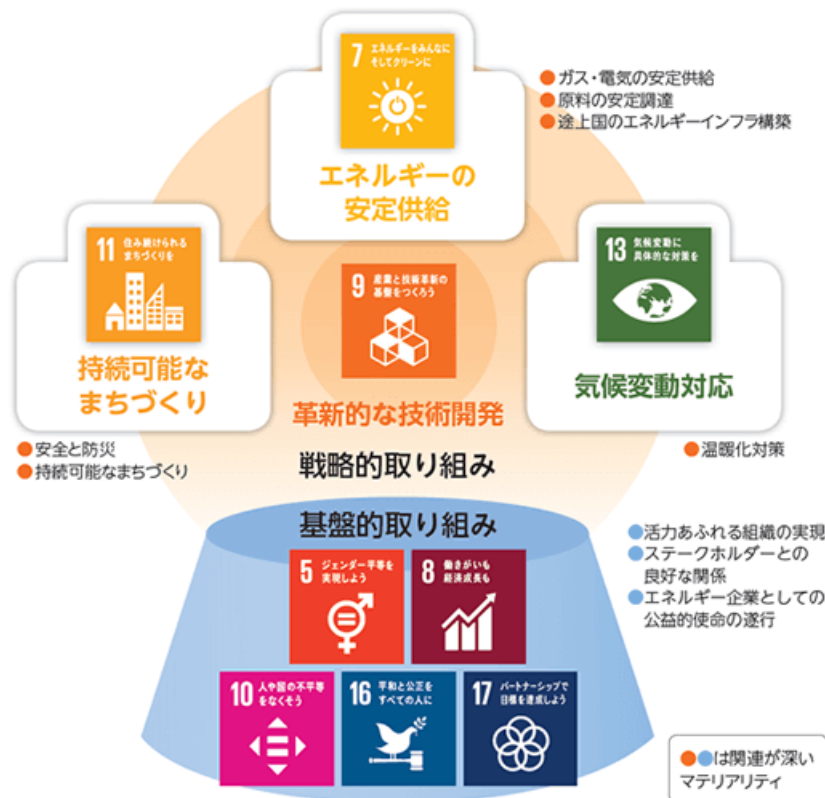 7 エネルギーをみんなに
そしてクリーンに
エネルギーの
安定供給
●ガス・電気の安定供給
●原料の安定調達
●途上国のエネルギーインフラ構築
11 住み続けられる
まちづくりを
持続可能な
まちづくり
●安全と防災
●持続可能なまちづくり
9 産業と技術革新の
基盤をつくろう
革新的な技術開発
13 気候変動に
具体的な対策を
気候変動対応
●温暖化対策
戦略的取り組み
基盤的取り組み
5 ジェンダー平等を
実現しよう
8 働きがいも
経済成長も
10 人や国の不平等
をなくそう
16 平和と公正を
すべての人に
17 パートナーシップで
目標を達成しよう
●活力あふれる組織の実現
●ステークホルダーとの
良好な関係
●エネルギー企業としての
公益的使命の遂行
●●は関連が深い
マテリアリティ